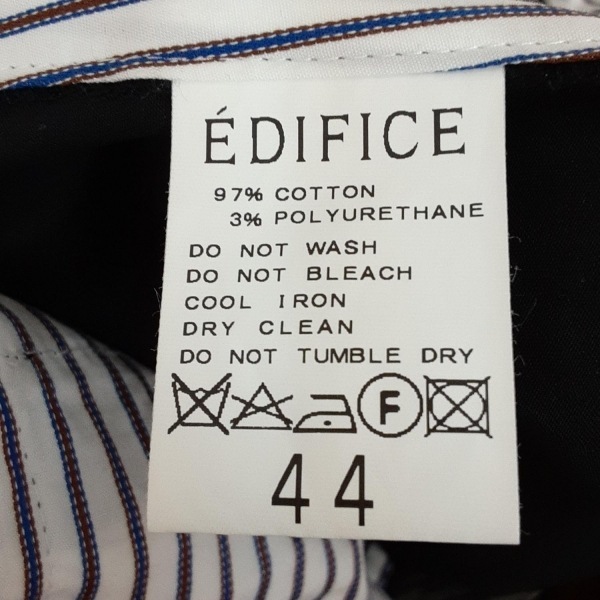 ÉDIFICE
97% COTTON
3% POLYURETHANE
DO NOT WASH
DO NOT BLEACH
COOL IRON
DRY CLEAN
DO NOT TUMBLE DRY
F
44